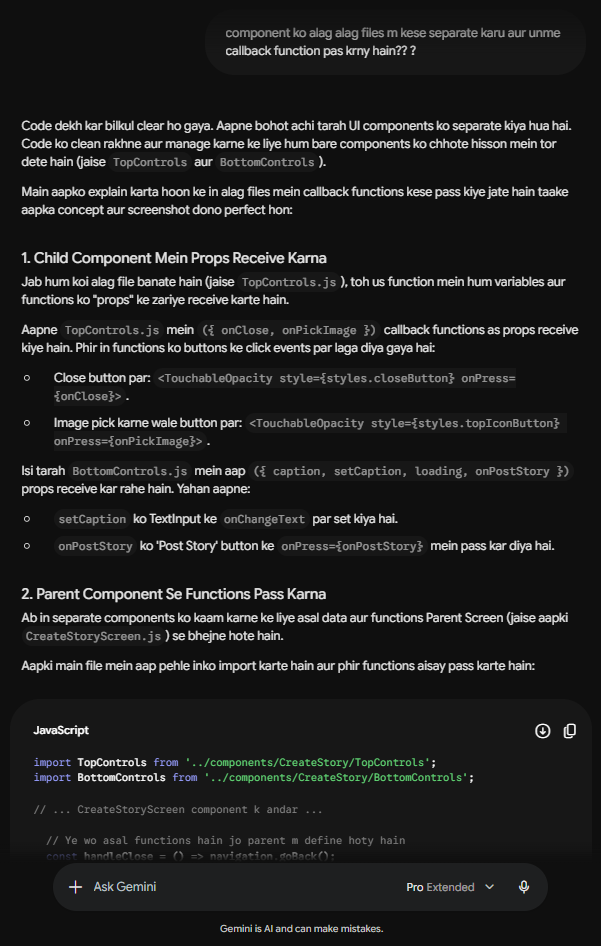 component ko alag alag files m kese separate karu aur unme
callback function pas krny hain?? ?
Code dekh kar bilkul clear ho gaya. Aapne bohot achi tarah UI components ko separate kiya hua hai.
Code ko clean rakhne aur manage karne ke liye hum bare components ko chhote hisson mein tor
dete hain (jaise TopControls aur BottomControls ).
Main aapko explain karta hoon ke in alag files mein callback functions kese pass kiye jate hain taake
aapka concept aur screenshot dono perfect hon:
1. Child Component Mein Props Receive Karna
Jab hum koi alag file banate hain (jaise TopControls.js ), toh us function mein hum variables aur
functions ko "props" ke zariye receive karte hain.
Aapne TopControls.js mein ({ onClose, onPickImage }) callback functions as props receive
kiye hain. Phir in functions ko buttons ke click events par laga diya gaya hai:
○ Close button par: <TouchableOpacity style={styles.closeButton} onPress=
{onClose}> .
○ Image pick karne wale button par: <TouchableOpacity style={styles.topIconButton}
onPress={onPickImage}> .
Isi tarah BottomControls.js mein aap ({ caption, setCaption, loading, onPostStory })
props receive kar rahe hain. Yahan aapne:
○ setCaption ko TextInput ke onChangeText par set kiya hai.
○ onPostStory ko 'Post Story' button ke onPress={onPostStory} mein pass kar diya hai.
2. Parent Component Se Functions Pass Karna
Ab in separate components ko kaam karne ke liye asal data aur functions Parent Screen (jaise aapki
CreateStoryScreen.js ) se bhejne hote hain.
Aapki main file mein aap pehle inko import karte hain aur phir functions aisay pass karte hain:
JavaScript
import TopControls from '../components/CreateStory/TopControls';
import BottomControls from '../components/CreateStory/BottomControls';
// ... CreateStoryScreen component k andar ...
// Ye wo asal functions hain jo parent m define hoty hain
const handleClose = () => navigation.goBack();
Ask Gemini
Pro Extended
Gemini is AI and can make mistakes.